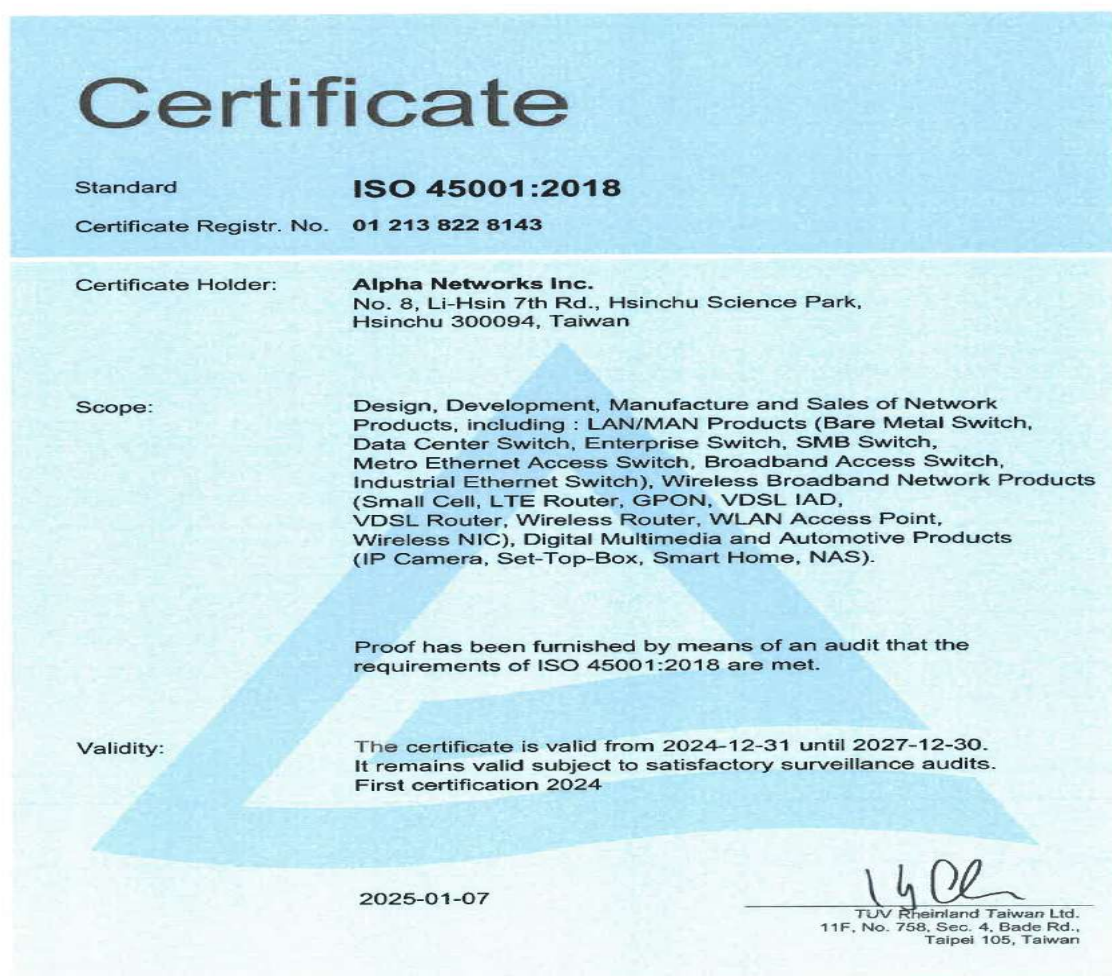 Certificate
Standard ISO 45001:2018
Certificate Registr. No. 01 213 822 8143
Certificate Holder: Alpha Networks Inc.
No. 8, Li-Hsin 7th Rd., Hsinchu Science Park,
Hsinchu 300094, Taiwan
Scope: Design, Development, Manufacture and Sales of Network
Products, including : LAN/MAN Products (Bare Metal Switch,
Data Center Switch, Enterprise Switch, SMB Switch,
Metro Ethernet Access Switch, Broadband Access Switch,
Industrial Ethernet Switch), Wireless Broadband Network Products
(Small Cell, LTE Router, GPON, VDSL IAD,
VDSL Router, Wireless Router, WLAN Access Point,
Wireless NIC), Digital Multimedia and Automotive Products
(IP Camera, Set-Top-Box, Smart Home, NAS).
Proof has been furnished by means of an audit that the
requirements of ISO 45001:2018 are met.
Validity: The certificate is valid from 2024-12-31 until 2027-12-30.
It remains valid subject to satisfactory surveillance audits.
First certification 2024
2025-01-07
TÜV Rheinland Taiwan Ltd.
11F, No. 758, Sec. 4, Bade Rd.,
Taipei 105, Taiwan